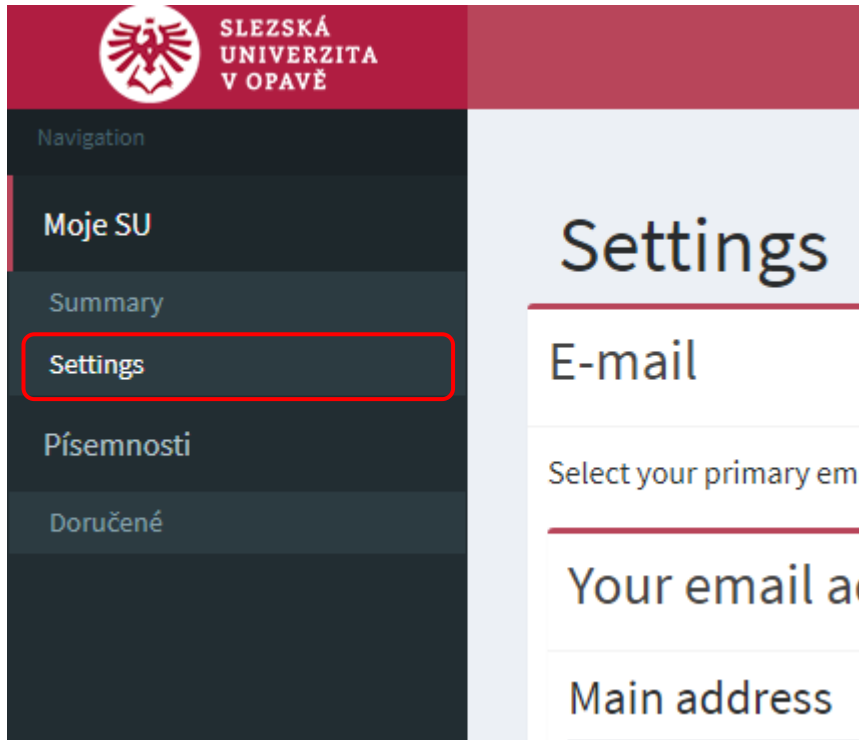 SLEZSKÁ
UNIVERZITA
V OPAVĚ
Navigation
Moje SU
Summary
Settings
Písemnosti
Doručené
Settings
E-mail
Select your primary em
Your email a
Main address